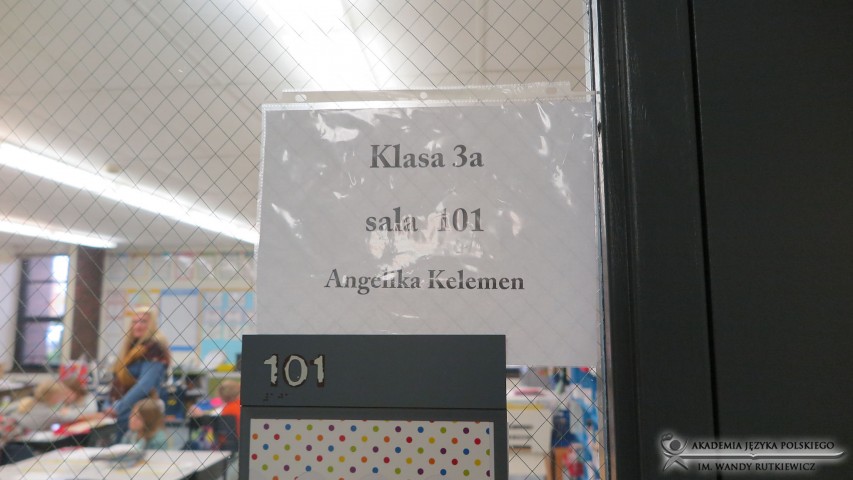 Klasa 3a
sala 101
Angelika Kelemen
101
AKADEMIA JĘZYKA POLSKIEGO
IM. WANDY RUTKIEWICZ